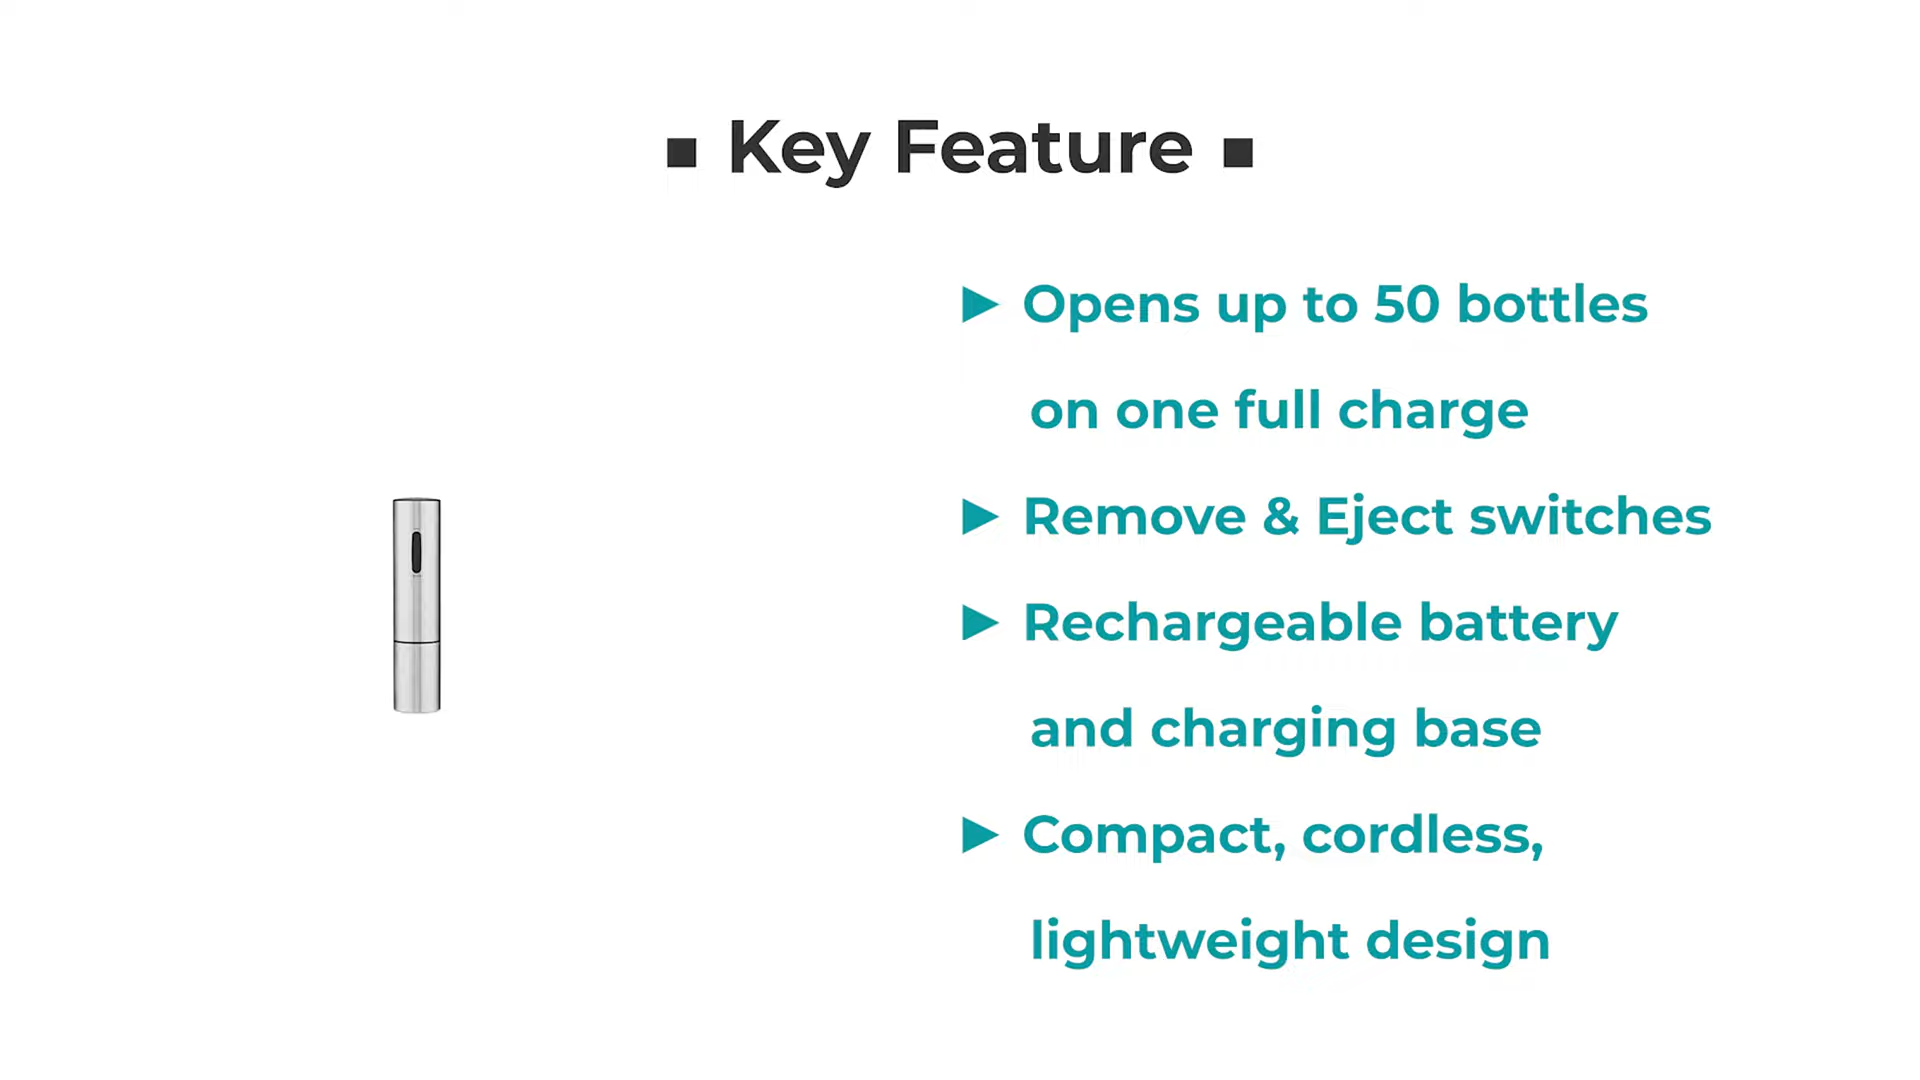 ▪ Key Feature ▪
► Opens up to 50 bottles
on one full charge
► Remove & Eject switches
► Rechargeable battery
and charging base
► Compact, cordless,
lightweight design